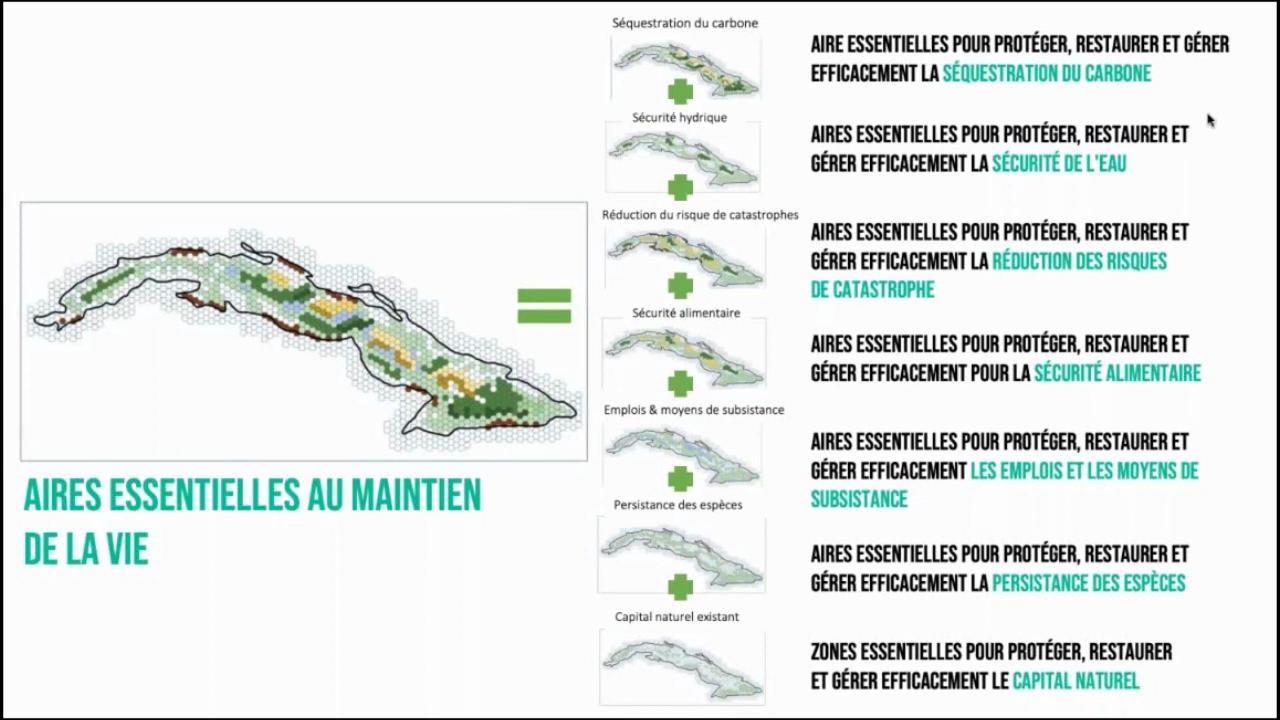 AIRES ESSENTIELLES AU MAINTIEN
DE LA VIE
Séquestration du carbone
Sécurité hydrique
Réduction du risque de catastrophes
Sécurité alimentaire
Emplois & moyens de subsistance
Persistance des espèces
Capital naturel existant
AIRE ESSENTIELLES POUR PROTÉGER, RESTAURER ET GÉRER
EFFICACEMENT LA SÉQUESTRATION DU CARBONE
AIRES ESSENTIELLES POUR PROTÉGER, RESTAURER ET
GÉRER EFFICACEMENT LA SÉCURITÉ DE L'EAU
AIRES ESSENTIELLES POUR PROTÉGER, RESTAURER ET
GÉRER EFFICACEMENT LA RÉDUCTION DES RISQUES
DE CATASTROPHE
AIRES ESSENTIELLES POUR PROTÉGER, RESTAURER ET
GÉRER EFFICACEMENT POUR LA SÉCURITÉ ALIMENTAIRE
AIRES ESSENTIELLES POUR PROTÉGER, RESTAURER ET
GÉRER EFFICACEMENT LES EMPLOIS ET LES MOYENS DE
SUBSISTANCE
AIRES ESSENTIELLES POUR PROTÉGER, RESTAURER ET
GÉRER EFFICACEMENT LA PERSISTANCE DES ESPÈCES
ZONES ESSENTIELLES POUR PROTÉGER, RESTAURER
ET GÉRER EFFICACEMENT LE CAPITAL NATUREL